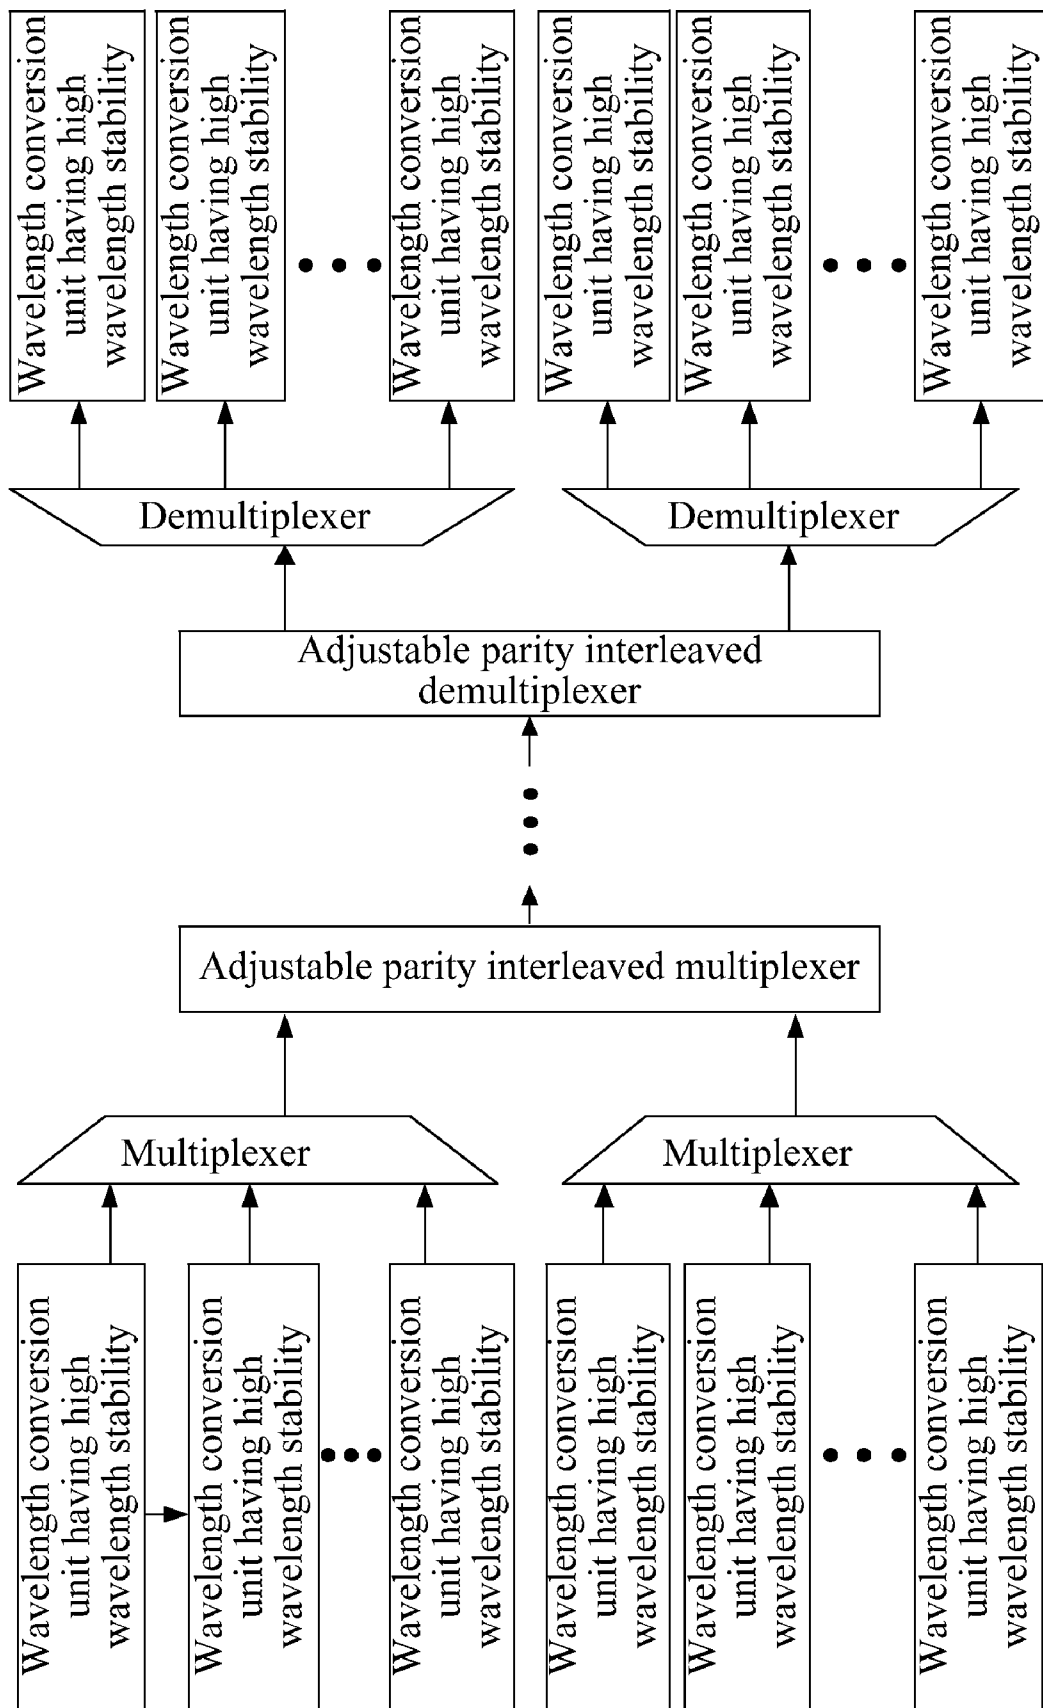 Wavelength conversion
unit having high
wavelength stability
Wavelength conversion
unit having high
wavelength stability
Wavelength conversion
unit having high
wavelength stability
Wavelength conversion
unit having high
wavelength stability
Wavelength conversion
unit having high
wavelength stability
Wavelength conversion
unit having high
wavelength stability
Demultiplexer
Demultiplexer
Adjustable parity interleaved
demultiplexer
Adjustable parity interleaved multiplexer
Multiplexer
Multiplexer
Wavelength conversion
unit having high
wavelength stability
Wavelength conversion
unit having high
wavelength stability
Wavelength conversion
unit having high
wavelength stability
Wavelength conversion
unit having high
wavelength stability
Wavelength conversion
unit having high
wavelength stability
Wavelength conversion
unit having high
wavelength stability